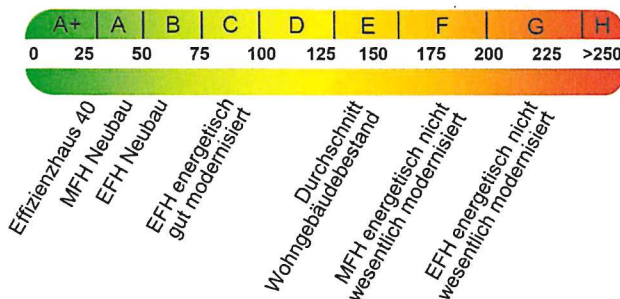 A+ A B C D E F G H
0 25 50 75 100 125 150 175 200 225 >250
Effizienzhaus 40
MFH Neubau
EFH Neubau
EFH energetisch
gut modernisiert
Durchschnitt
Wohngebäudebestand
MFH energetisch nicht
wesentlich modernisiert
EFH energetisch nicht
wesentlich modernisiert